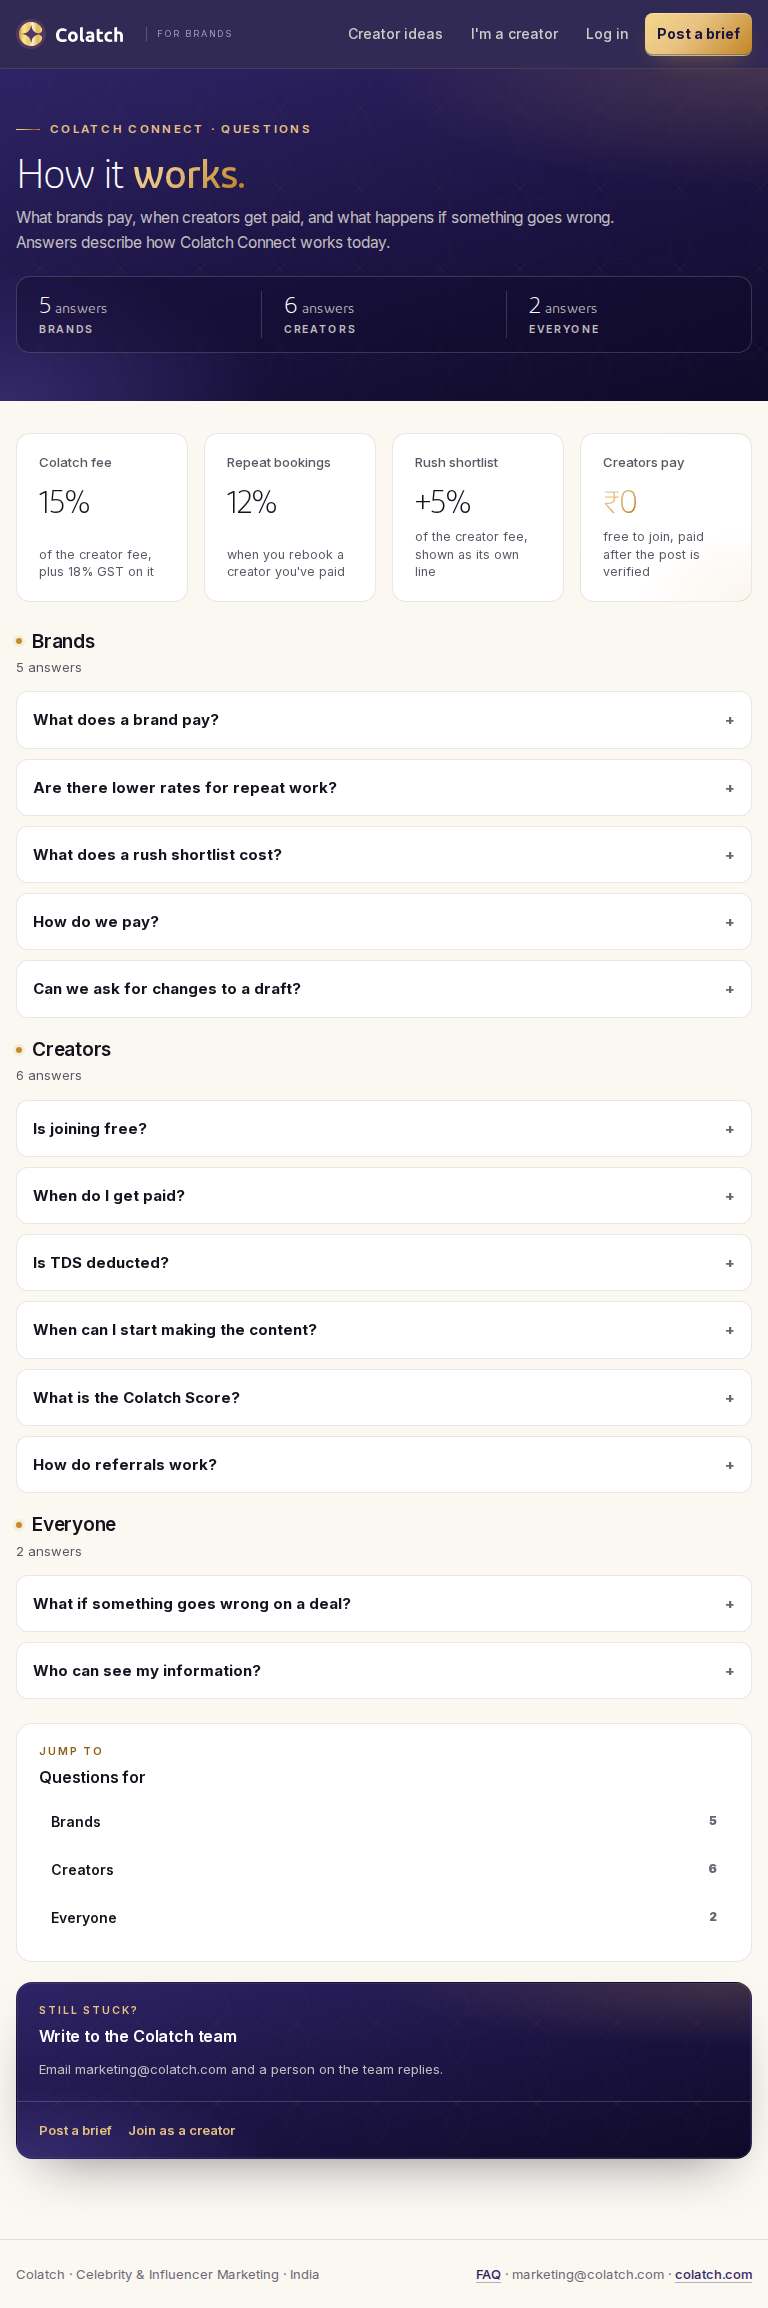 Colatch
FOR BRANDS
Creator ideas
I'm a creator
Log in
Post a brief
COLATCH CONNECT · QUESTIONS
How it works.
What brands pay, when creators get paid, and what happens if something goes wrong.
Answers describe how Colatch Connect works today.
5 answers
BRANDS
6 answers
CREATORS
2 answers
EVERYONE
Colatch fee
15%
of the creator fee,
plus 18% GST on it
Repeat bookings
12%
when you rebook a
creator you've paid
Rush shortlist
+5%
of the creator fee,
shown as its own
line
Creators pay
₹0
free to join, paid
after the post is
verified
Brands
5 answers
What does a brand pay? +
Are there lower rates for repeat work? +
What does a rush shortlist cost? +
How do we pay? +
Can we ask for changes to a draft? +
Creators
6 answers
Is joining free? +
When do I get paid? +
Is TDS deducted? +
When can I start making the content? +
What is the Colatch Score? +
How do referrals work? +
Everyone
2 answers
What if something goes wrong on a deal? +
Who can see my information? +
JUMP TO
Questions for
Brands 5
Creators 6
Everyone 2
STILL STUCK?
Write to the Colatch team
Email marketing@colatch.com and a person on the team replies.
Post a brief Join as a creator
Colatch · Celebrity & Influencer Marketing · India
FAQ · marketing@colatch.com · colatch.com